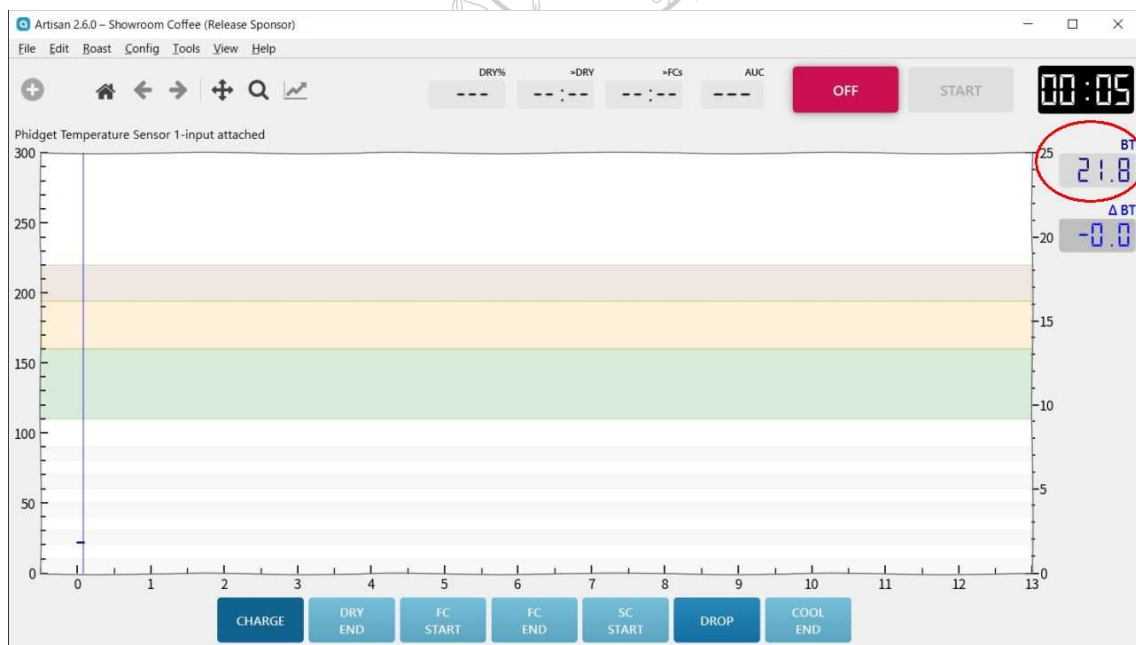 Artisan 2.6.0 – Showroom Coffee (Release Sponsor)
File Edit Roast Config Tools View Help
DRY% »DRY »FCs AUC
--- --:-- --:-- --- OFF START 00:05
Phidget Temperature Sensor 1-input attached
BT
21.8
Δ BT
-0.0
300
250
200
150
100
50
0
25
20
15
10
5
0
0 1 2 3 4 5 6 7 8 9 10 11 12 13
CHARGE DRY END FC START FC END SC START DROP COOL END